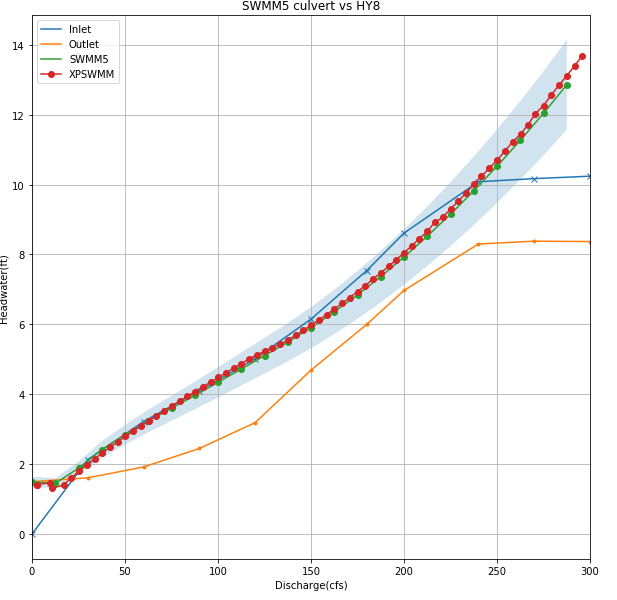 SWMM5 culvert vs HY8
Inlet
Outlet
SWMM5
XPSWMM
Headwater(ft)
14
12
10
8
6
4
2
0
0 50 100 150 200 250 300
Discharge(cfs)